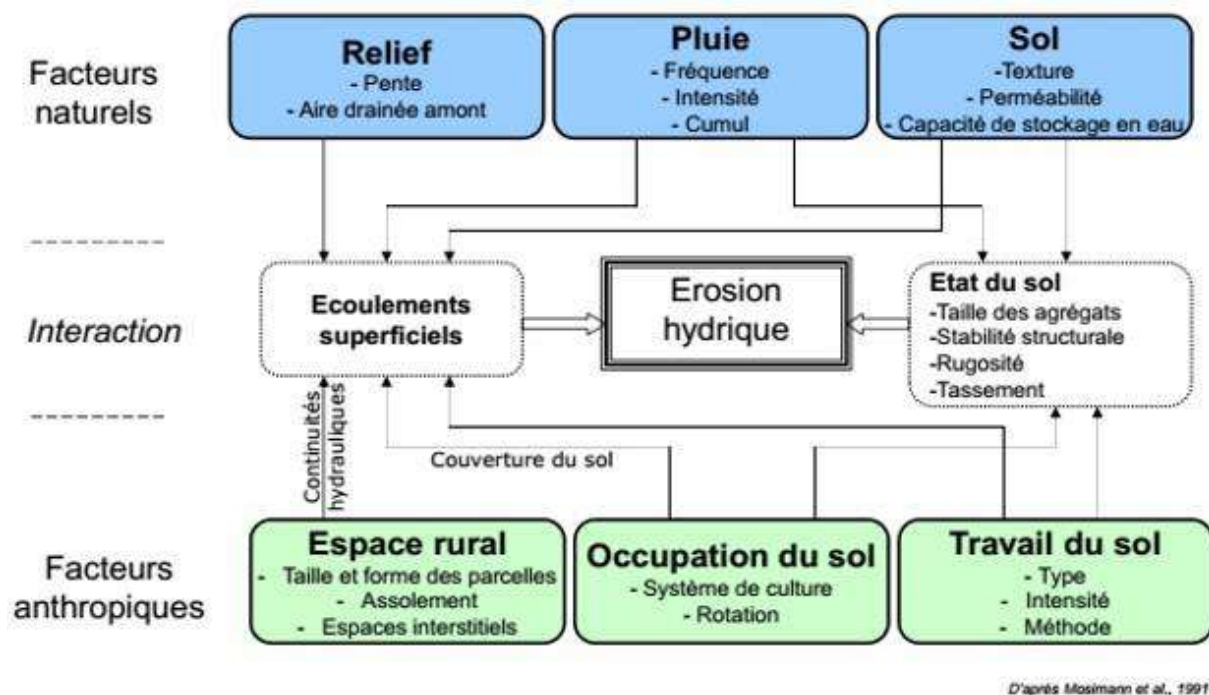 Facteurs
naturels
Relief
- Pente
- Aire drainée amont
Pluie
- Fréquence
- Intensité
- Cumul
Sol
-Texture
- Perméabilité
- Capacité de stockage en eau
Interaction
Ecoulements
superficiels
Erosion
hydrique
Etat du sol
-Taille des agrégats
-Stabilité structurale
-Rugosité
-Tassement
Continuités
hydrauliques
Couverture du sol
Facteurs
anthropiques
Espace rural
- Taille et forme des parcelles
- Assolement
- Espaces interstitiels
Occupation du sol
- Système de culture
- Rotation
Travail du sol
- Type
- Intensité
- Méthode
D'après Mosimann et al., 1991